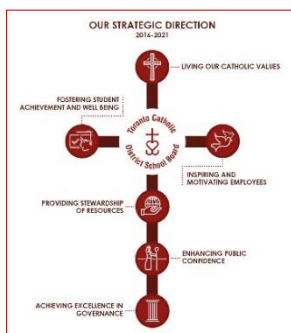 OUR STRATEGIC DIRECTION
2016-2021
LIVING OUR CATHOLIC VALUES
FOSTERING STUDENT
ACHIEVEMENT AND WELL BEING
Toronto Catholic
District School Board
INSPIRING AND
MOTIVATING EMPLOYEES
PROVIDING STEWARDSHIP
OF RESOURCES
ENHANCING PUBLIC
CONFIDENCE
ACHIEVING EXCELLENCE IN
GOVERNANCE